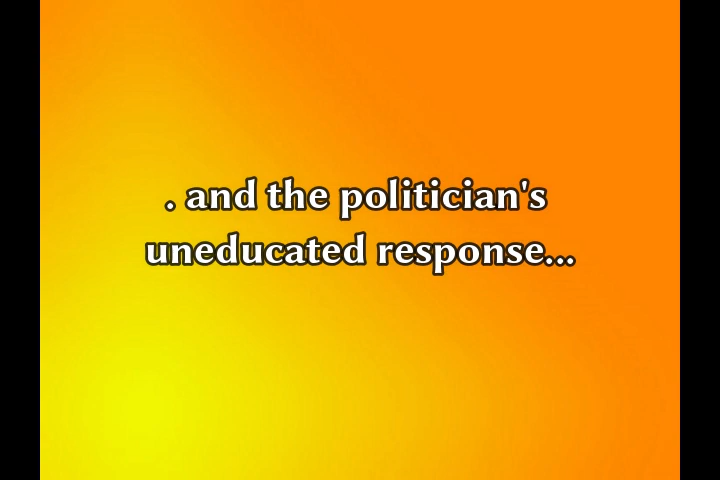 . and the politician's
uneducated response...